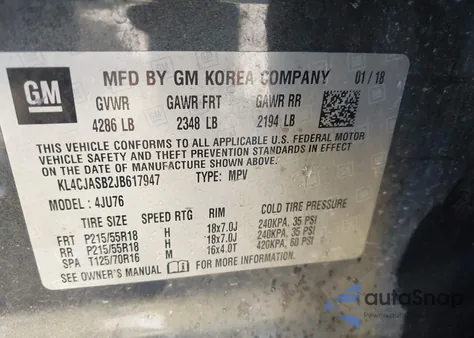 GM
MFD BY GM KOREA COMPANY 01 / 18
GVWR GAWR FRT GAWR RR
4286 LB 2348 LB 2194 LB
THIS VEHICLE CONFORMS TO ALL APPLICABLE U.S. FEDERAL MOTOR
VEHICLE SAFETY AND THEFT PREVENTION STANDARDS IN EFFECT ON
THE DATE OF MANUFACTURE SHOWN ABOVE.
KL4CJASB2JB617947 TYPE: MPV
MODEL: 4JU76
TIRE SIZE SPEED RTG RIM COLD TIRE PRESSURE
FRT P215/55R18 H 18x7.0J 240KPA, 35 PSI
RR P215/55R18 H 18x7.0J 240KPA, 35 PSI
SPA T125/70R16 M 16x4.0T 420KPA, 60 PSI
SEE OWNER'S MANUAL FOR MORE INFORMATION.
autoSnap